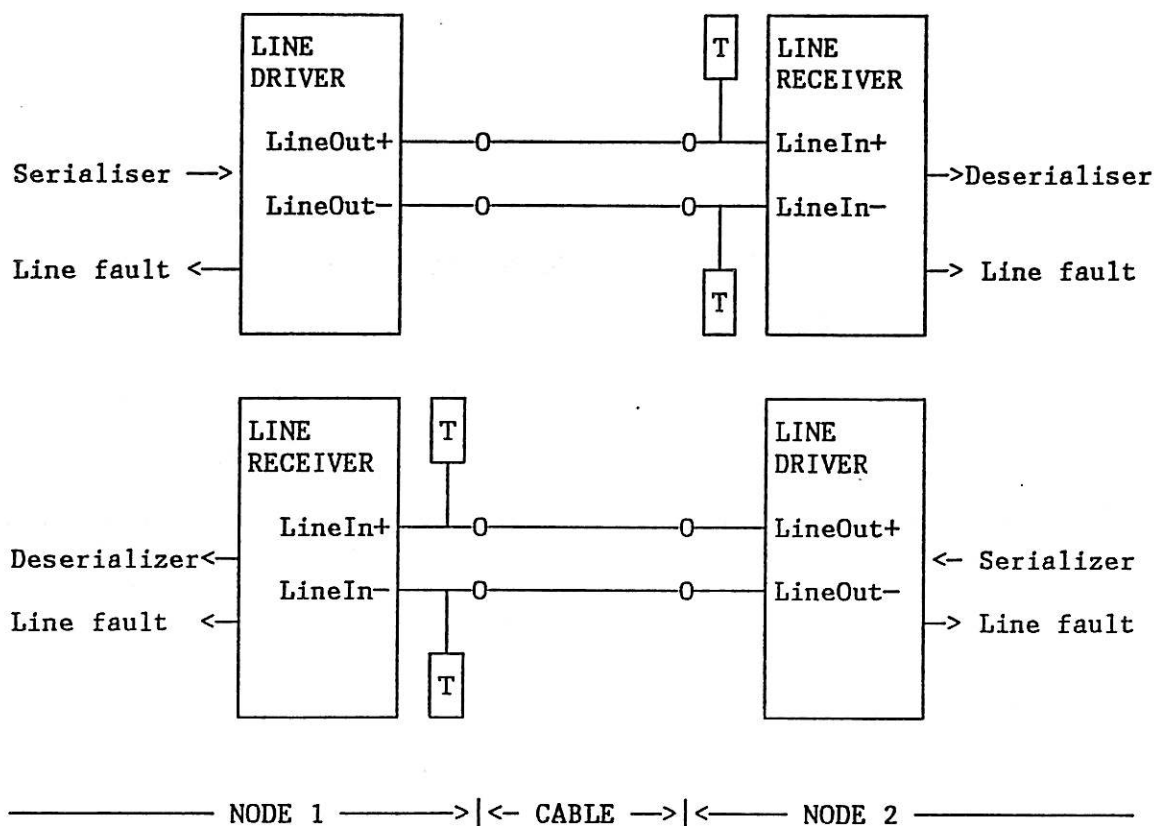 LINE DRIVER
T
LINE RECEIVER
LineOut+ O O LineIn+
Serialiser —> —>Deserialiser
LineOut− O O LineIn−
Line fault <— —> Line fault
T
LINE RECEIVER
T
LINE DRIVER
LineIn+ O O LineOut+
Deserializer<— <— Serializer
LineIn− O O LineOut−
Line fault <— —> Line fault
T
NODE 1 —>|<— CABLE —>|<— NODE 2